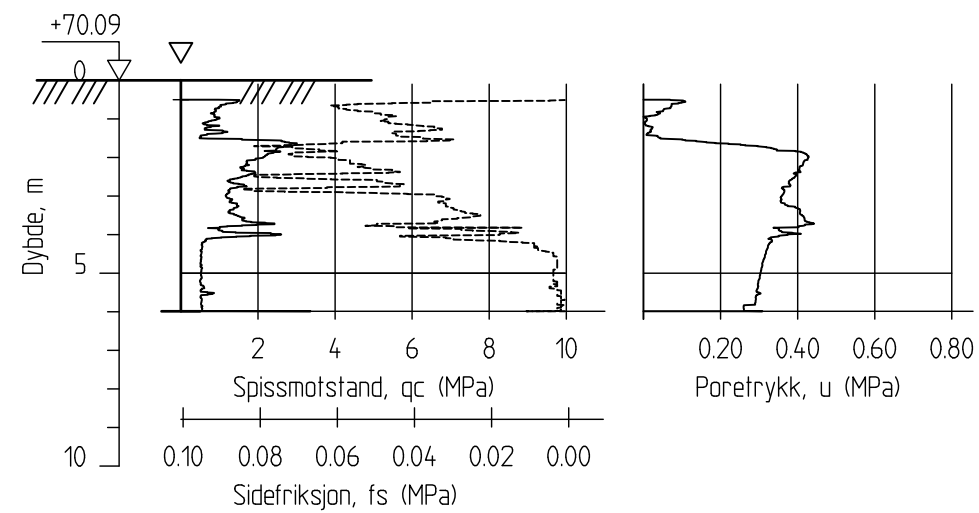 +70.09
0
Dybde, m
5
10
2 4 6 8 10
Spissmotstand, qc (MPa)
0.10 0.08 0.06 0.04 0.02 0.00
Sidefriksjon, fs (MPa)
0.20 0.40 0.60 0.80
Poretrykk, u (MPa)